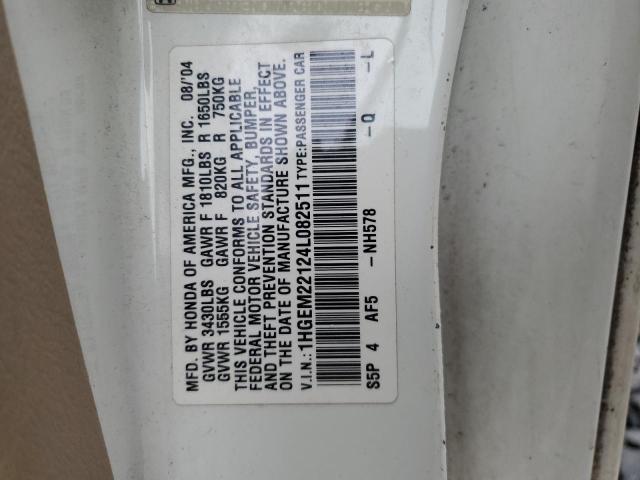 MFD. BY HONDA OF AMERICA MFG., INC. 08/'04
GVWR 3430LBS GAWR F 1810LBS R 1650LBS
GVWR 1555KG GAWR F 820KG R 750KG
THIS VEHICLE CONFORMS TO ALL APPLICABLE
FEDERAL MOTOR VEHICLE SAFETY, BUMPER,
AND THEFT PREVENTION STANDARDS IN EFFECT
ON THE DATE OF MANUFACTURE SHOWN ABOVE.
V.I.N.: 1HGEM22124L082511 TYPE:PASSENGER CAR
S5P 4 AF5 -NH578 -Q -L